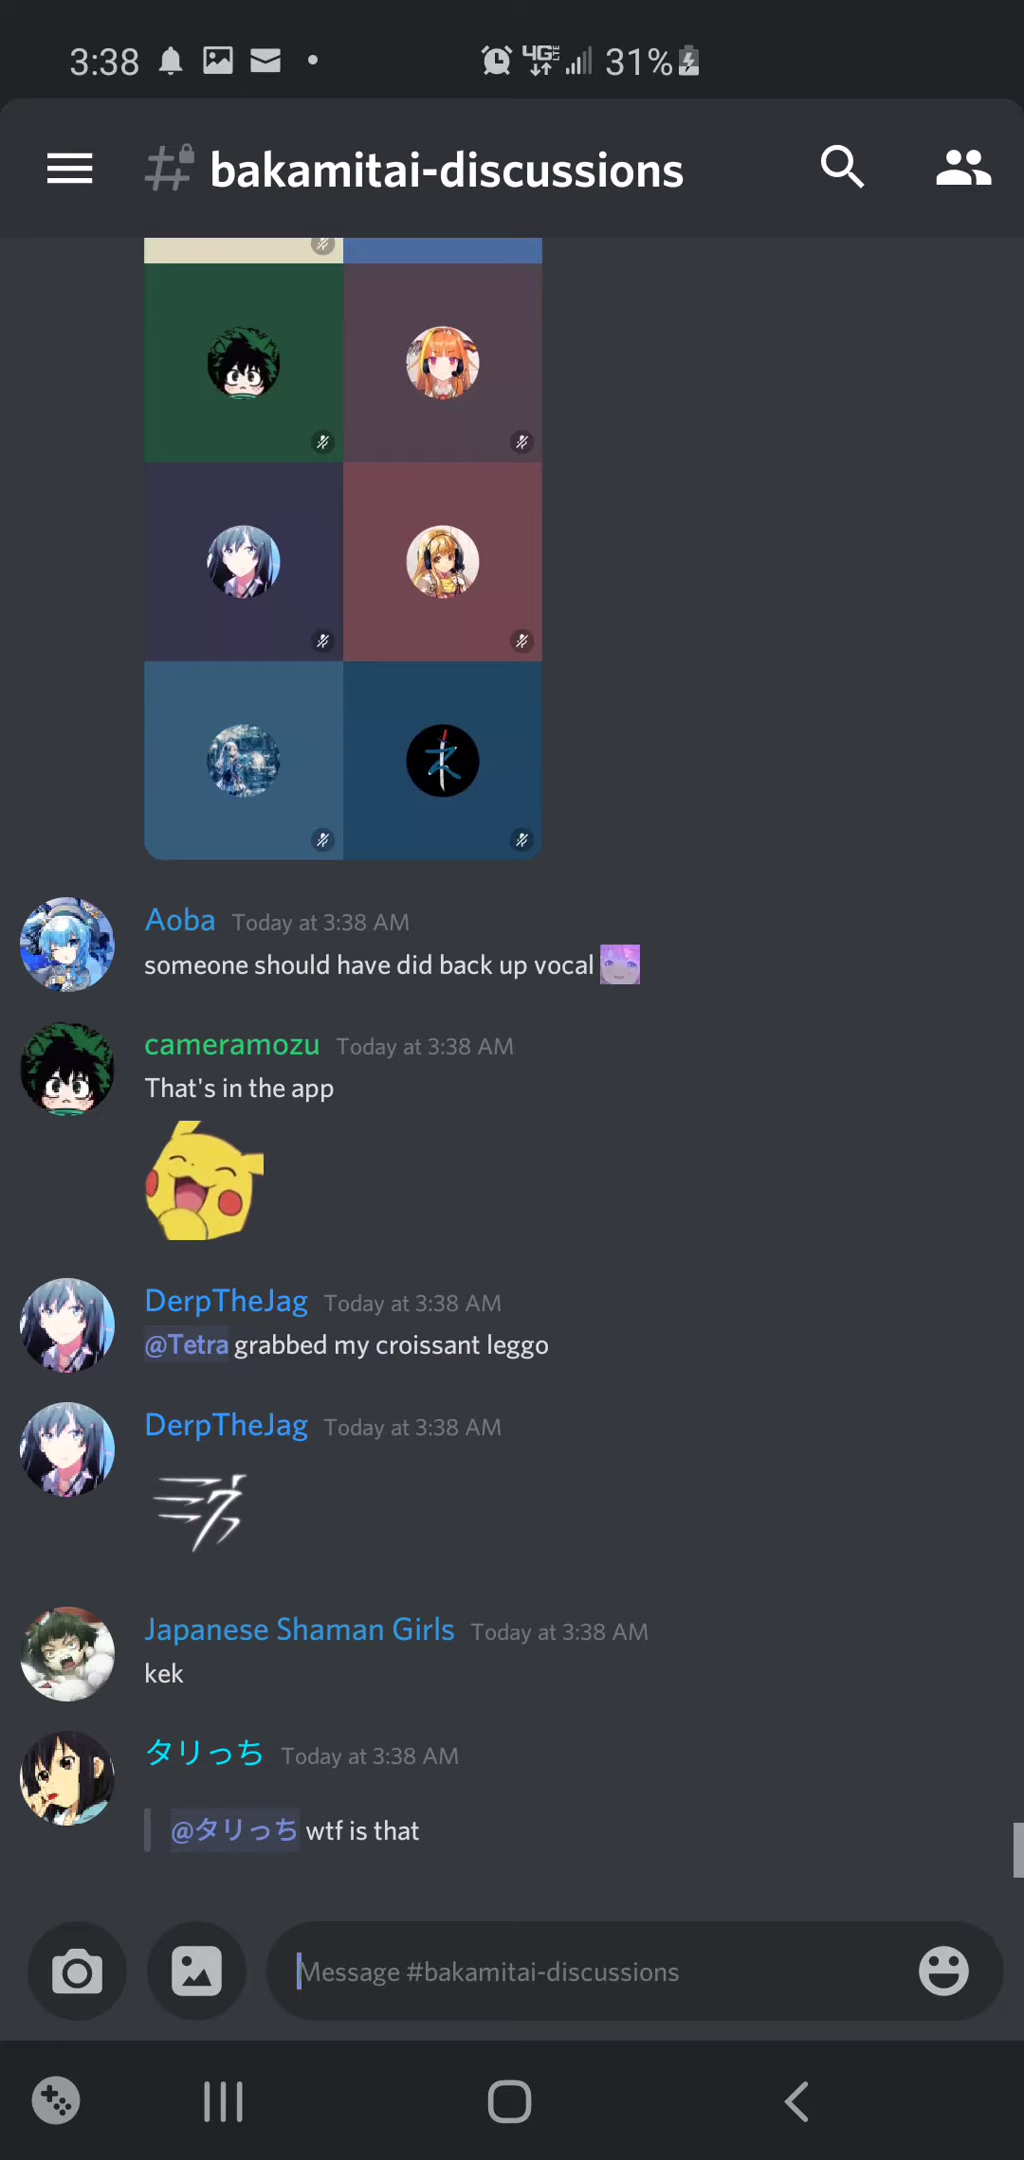 3:38 4G LTE 31%
bakamitai-discussions
Aoba Today at 3:38 AM
someone should have did back up vocal
cameramozu Today at 3:38 AM
That's in the app
DerpTheJag Today at 3:38 AM
@Tetra grabbed my croissant leggo
DerpTheJag Today at 3:38 AM
Japanese Shaman Girls Today at 3:38 AM
kek
タリっち Today at 3:38 AM
@タリっち wtf is that
Message #bakamitai-discussions